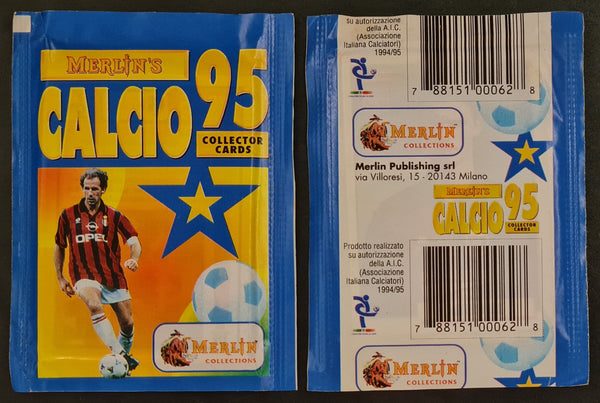 MERLIN'S
CALCIO 95
COLLECTOR
CARDS
OPEL
MERLIN
COLLECTIONS
su autorizzazione
della A.I.C.
(Associazione
Italiana Calciatori)
1994/95
7 88151 00062 8
MERLIN™
COLLECTIONS
Merlin Publishing srl
via Villoresi, 15 - 20143 Milano
MERLIN'S
CALCIO 95
COLLECTOR
CARDS
Prodotto realizzato
su autorizzazione
della A.I.C.
(Associazione
Italiana Calciatori)
1994/95
7 88151 00062 8
MERLIN™
COLLECTIONS